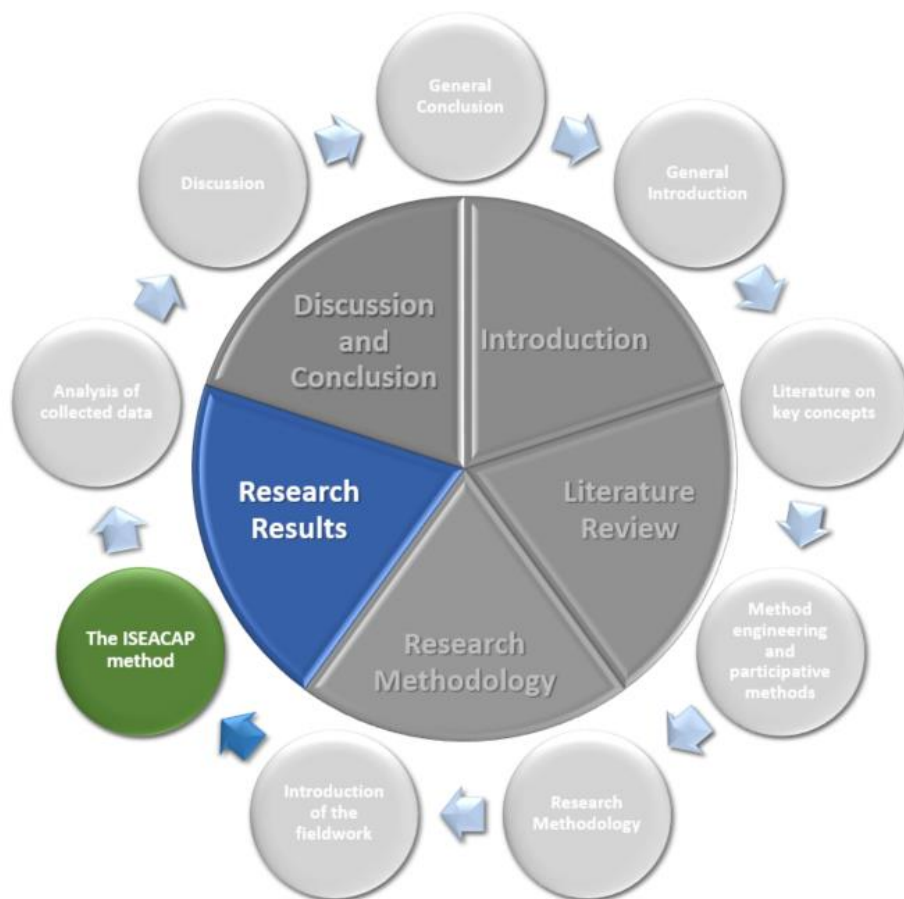 General
Conclusion
General
Introduction
Literature on
key concepts
Method
engineering
and
participative
methods
Research
Methodology
Introduction
of the
fieldwork
The ISEACAP
method
Analysis of
collected data
Discussion
Introduction
Literature
Review
Research
Methodology
Research
Results
Discussion
and
Conclusion